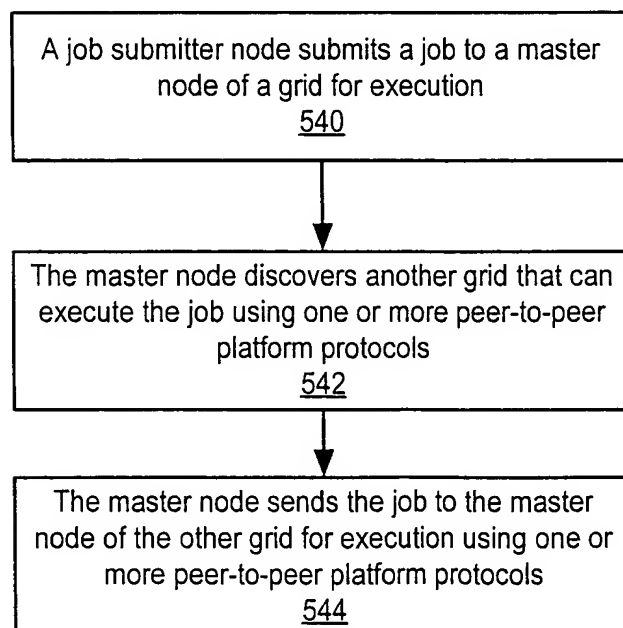 A job submitter node submits a job to a master
node of a grid for execution
540
The master node discovers another grid that can
execute the job using one or more peer-to-peer
platform protocols
542
The master node sends the job to the master
node of the other grid for execution using one or
more peer-to-peer platform protocols
544